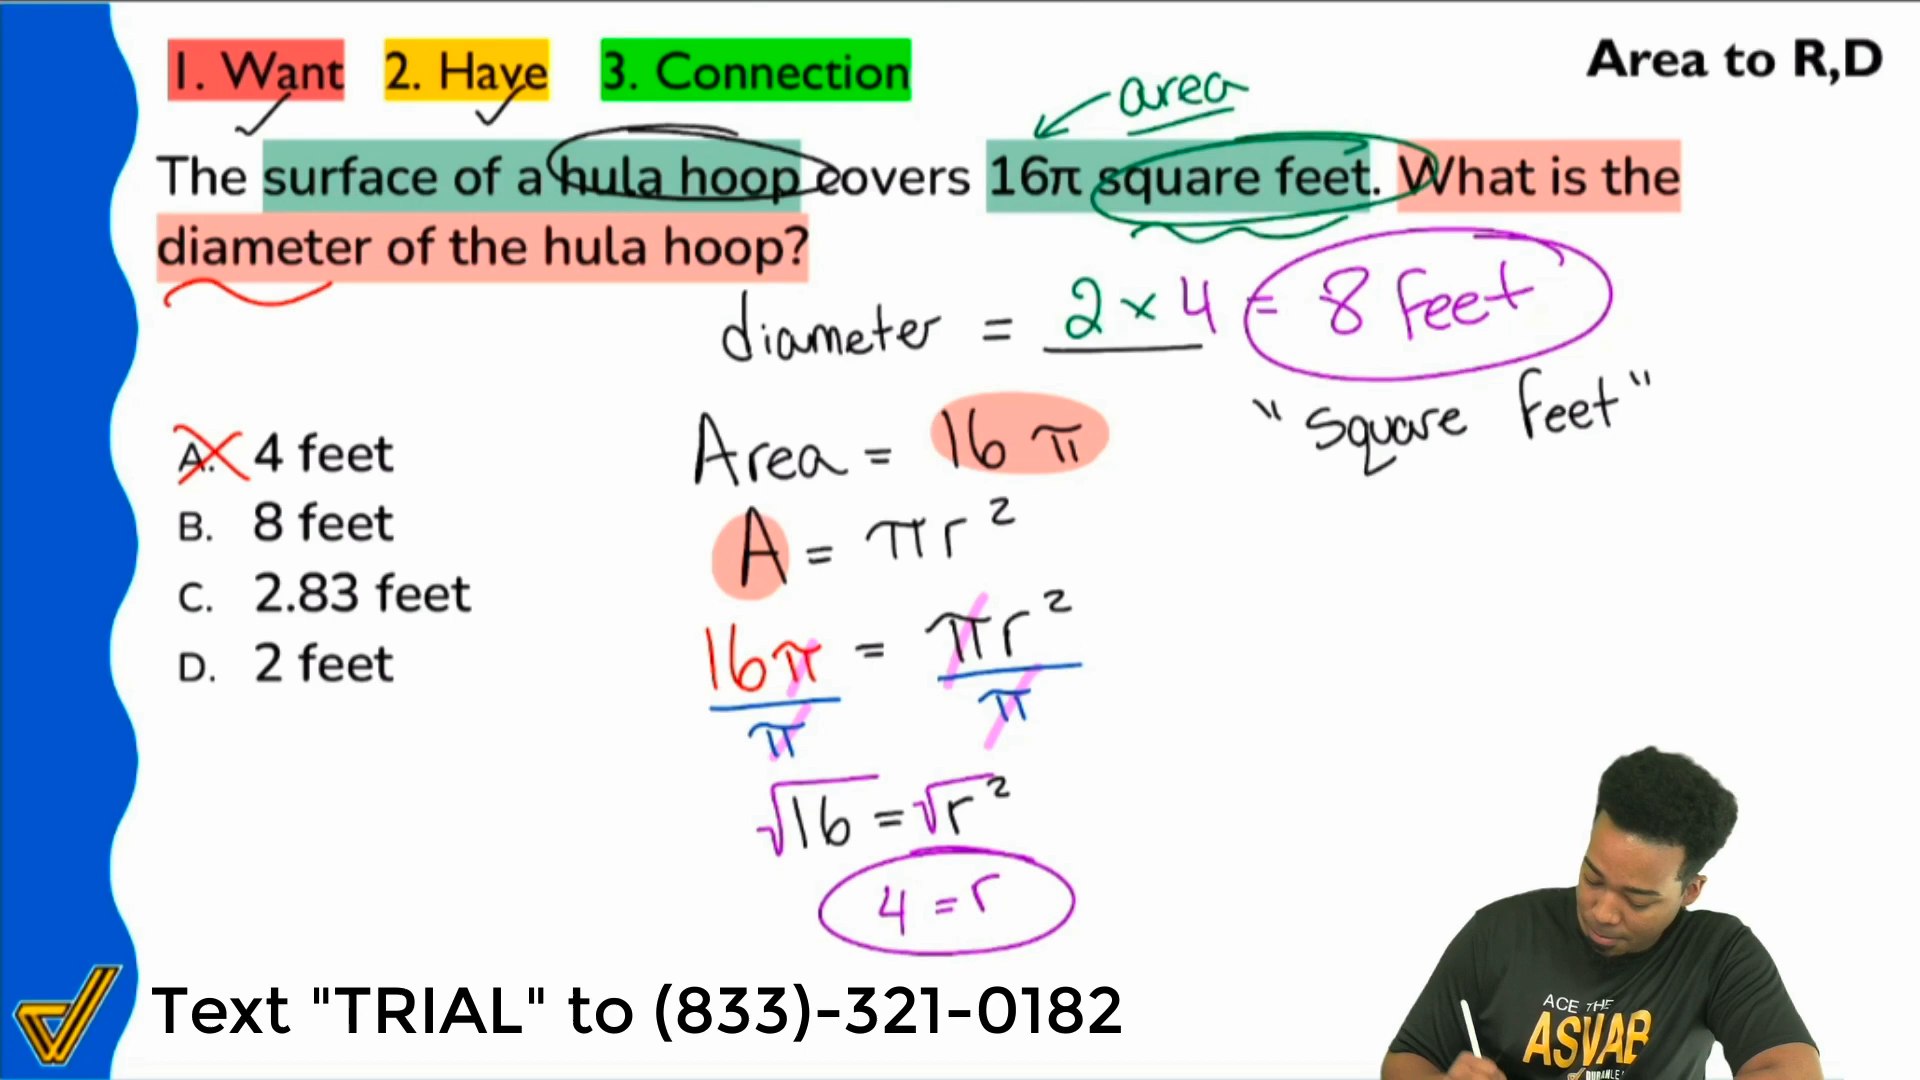 1. Want 2. Have 3. Connection
Area to R,D
area
The surface of a hula hoop covers 16π square feet. What is the
diameter of the hula hoop?
diameter = 2 × 4 = 8 Feet
"Square Feet"
A. 4 feet
B. 8 feet
C. 2.83 feet
D. 2 feet
Area = 16 π
A = πr²
16π = πr²
π π
√16 = √r²
4 = r
Text "TRIAL" to (833)-321-0182
ACE THE
ASVAB